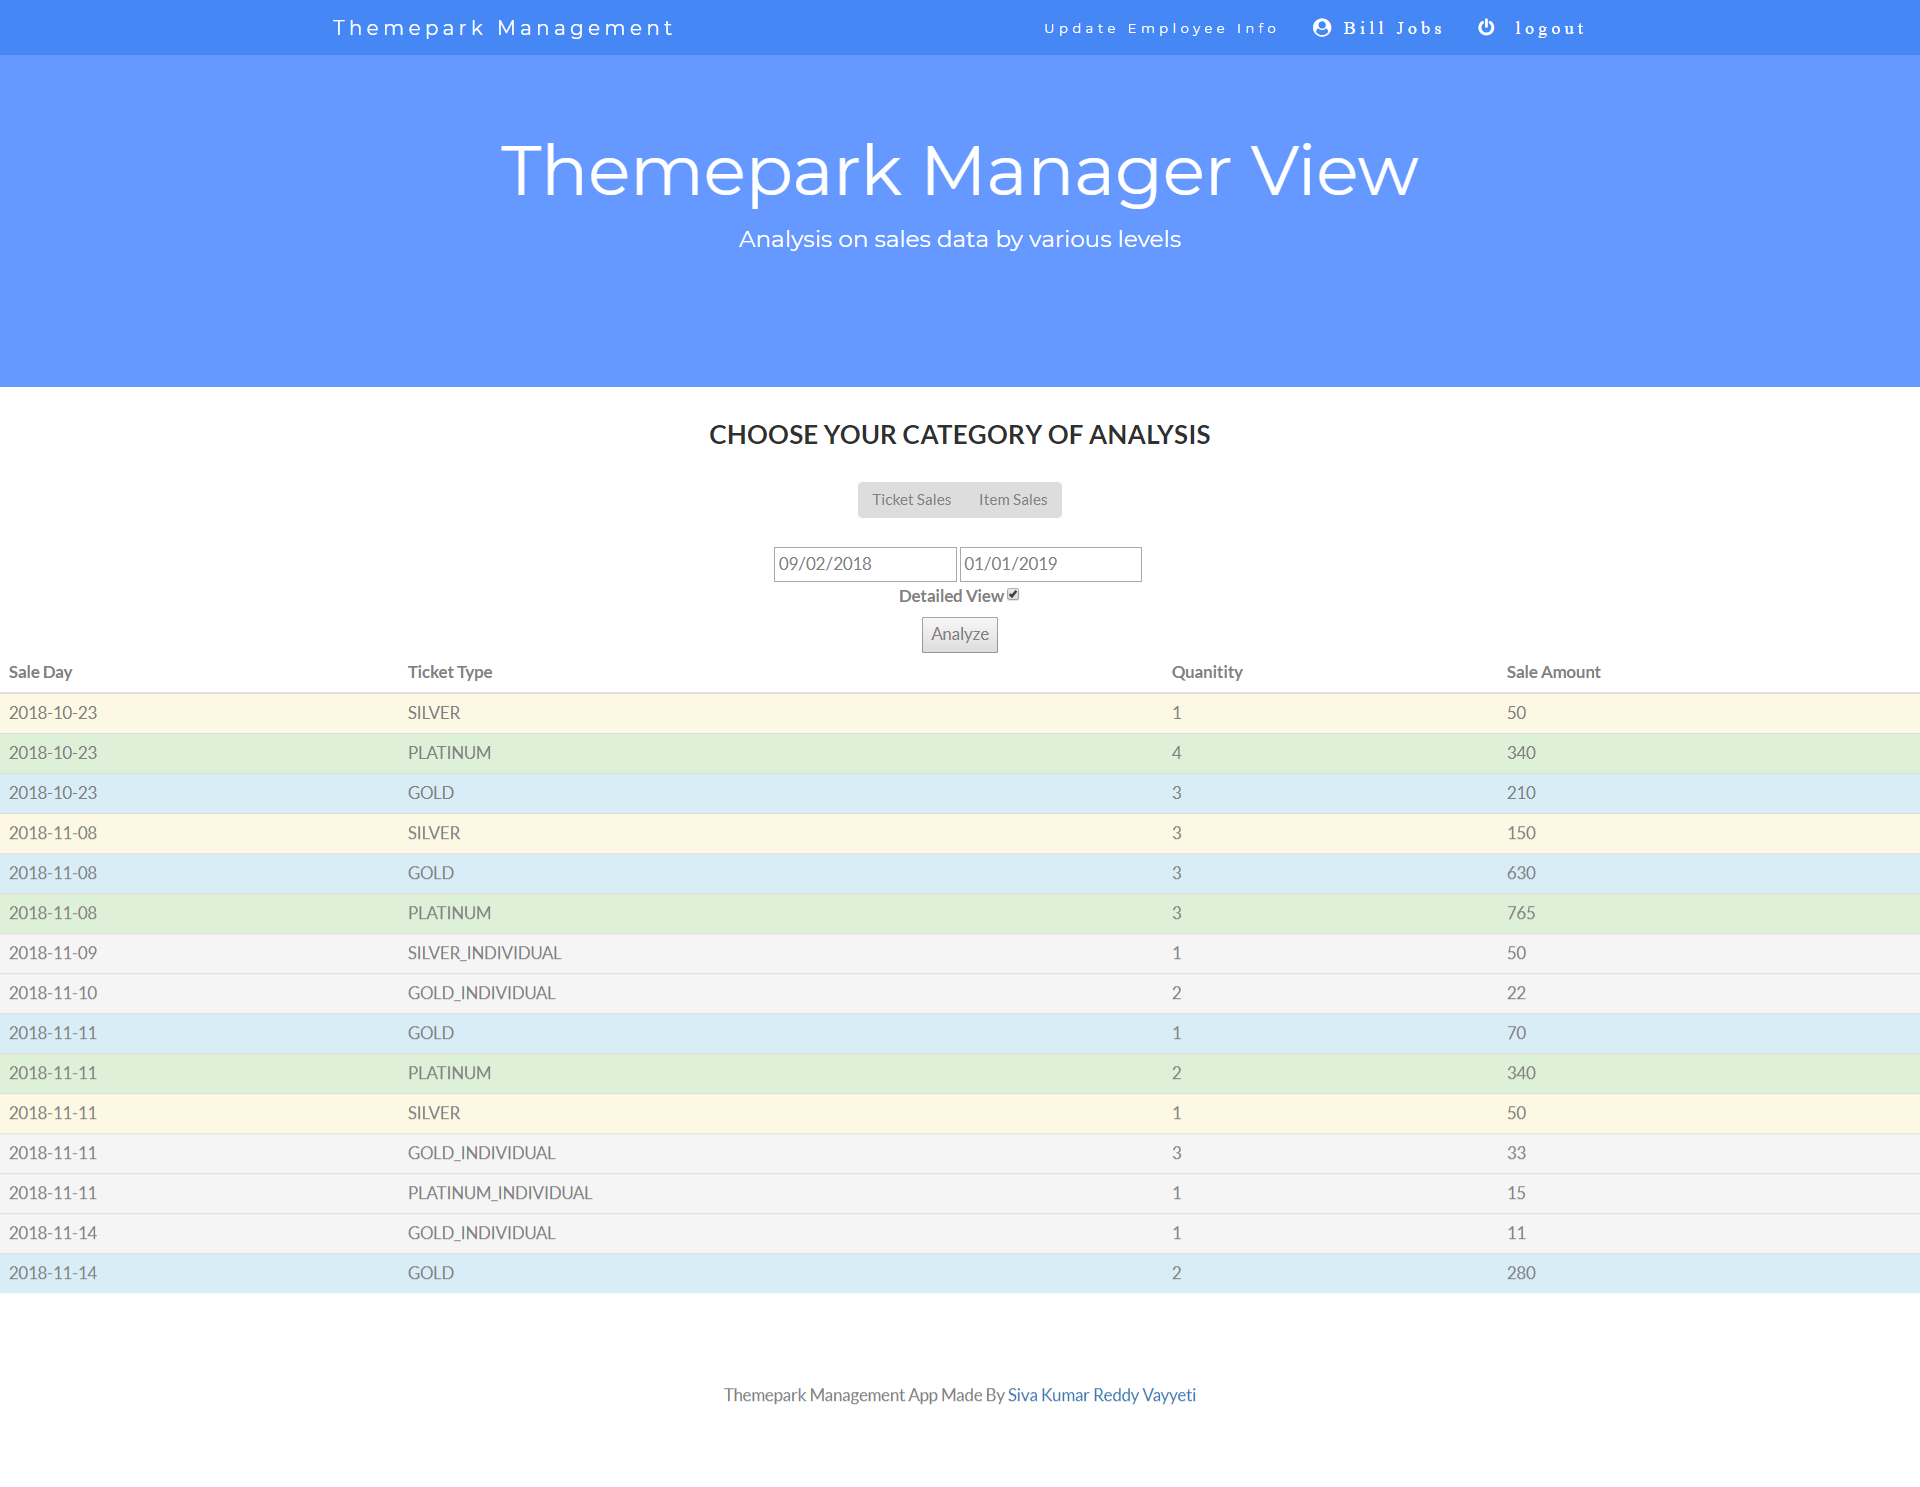 Themepark Management Update Employee Info Bill Jobs logout
Themepark Manager View
Analysis on sales data by various levels
CHOOSE YOUR CATEGORY OF ANALYSIS
Ticket Sales Item Sales
09/02/2018 01/01/2019
Detailed View
Analyze
Sale Day Ticket Type Quanitity Sale Amount
2018-10-23 SILVER 1 50
2018-10-23 PLATINUM 4 340
2018-10-23 GOLD 3 210
2018-11-08 SILVER 3 150
2018-11-08 GOLD 3 630
2018-11-08 PLATINUM 3 765
2018-11-09 SILVER_INDIVIDUAL 1 50
2018-11-10 GOLD_INDIVIDUAL 2 22
2018-11-11 GOLD 1 70
2018-11-11 PLATINUM 2 340
2018-11-11 SILVER 1 50
2018-11-11 GOLD_INDIVIDUAL 3 33
2018-11-11 PLATINUM_INDIVIDUAL 1 15
2018-11-14 GOLD_INDIVIDUAL 1 11
2018-11-14 GOLD 2 280
Themepark Management App Made By Siva Kumar Reddy Vayyeti